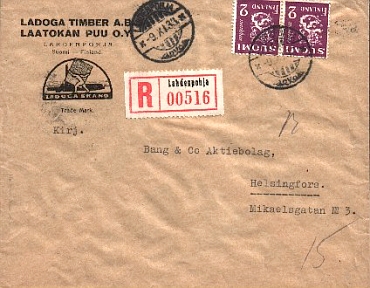 LADOGA TIMBER A.B.
LAATOKAN PUU O.Y.
LAHDENPOHJA
Suomi - Finland.
LADOGA BRAND
Trade Mark.
Kirj.
R
Lahdenpohja
00516
SUOMI
FINLAND
2
SUOMI
FINLAND
2
Bang & Co Aktiebolag,
Helsingfors.
Mikaelsgatan № 3.
15.